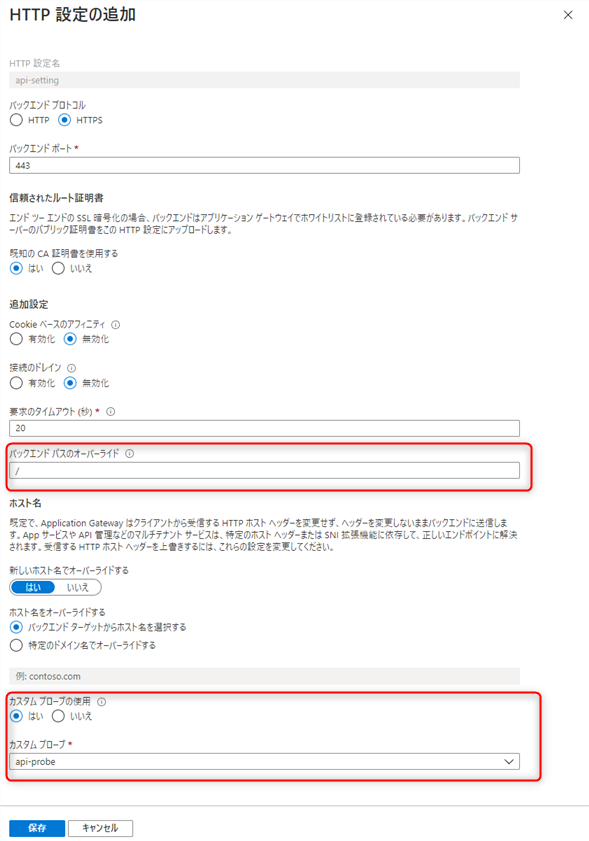 HTTP 設定の追加
HTTP 設定名
api-setting
バックエンド プロトコル
HTTP HTTPS
バックエンド ポート *
443
信頼されたルート証明書
エンド ツー エンドの SSL 暗号化の場合、バックエンドはアプリケーション ゲートウェイでホワイトリストに登録されている必要があります。バックエンド サ
ーバーのパブリック証明書をこの HTTP 設定にアップロードします。
既知の CA 証明書を使用する
はい いいえ
追加設定
Cookie ベースのアフィニティ
有効化 無効化
接続のドレイン
有効化 無効化
要求のタイムアウト (秒) *
20
バックエンド パスのオーバーライド
/
ホスト名
既定で、Application Gateway はクライアントから受信する HTTP ホスト ヘッダーを変更せず、ヘッダーを変更しないままバックエンドに送信しま
す。App サービスや API 管理などのマルチテナント サービスは、特定のホスト ヘッダーまたは SNI 拡張機能に依存して、正しいエンドポイントに解決
されます。受信する HTTP ホスト ヘッダーを上書きするには、これらの設定を変更してください。
新しいホスト名でオーバーライドする
はい いいえ
ホスト名をオーバーライドする
バックエンド ターゲットからホスト名を選択する
特定のドメイン名でオーバーライドする
例: contoso.com
カスタム プローブの使用
はい いいえ
カスタム プローブ *
api-probe
保存 キャンセル